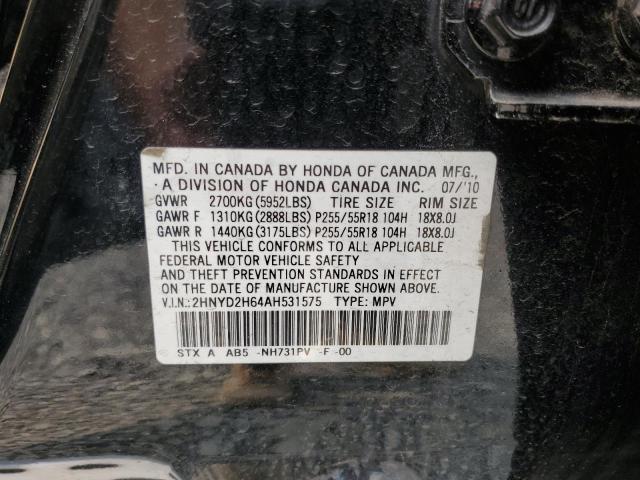 MFD. IN CANADA BY HONDA OF CANADA MFG.,
A DIVISION OF HONDA CANADA INC. 07/'10
GVWR 2700KG(5952LBS) TIRE SIZE RIM SIZE
GAWR F 1310KG(2888LBS) P255/55R18 104H 18X8.0J
GAWR R 1440KG(3175LBS) P255/55R18 104H 18X8.0J
THIS VEHICLE CONFORMS TO ALL APPLICABLE
FEDERAL MOTOR VEHICLE SAFETY
AND THEFT PREVENTION STANDARDS IN EFFECT
ON THE DATE OF MANUFACTURE SHOWN ABOVE.
V.I.N.:2HNYD2H64AH531575 TYPE: MPV
STX A AB5 -NH731PV -F -00